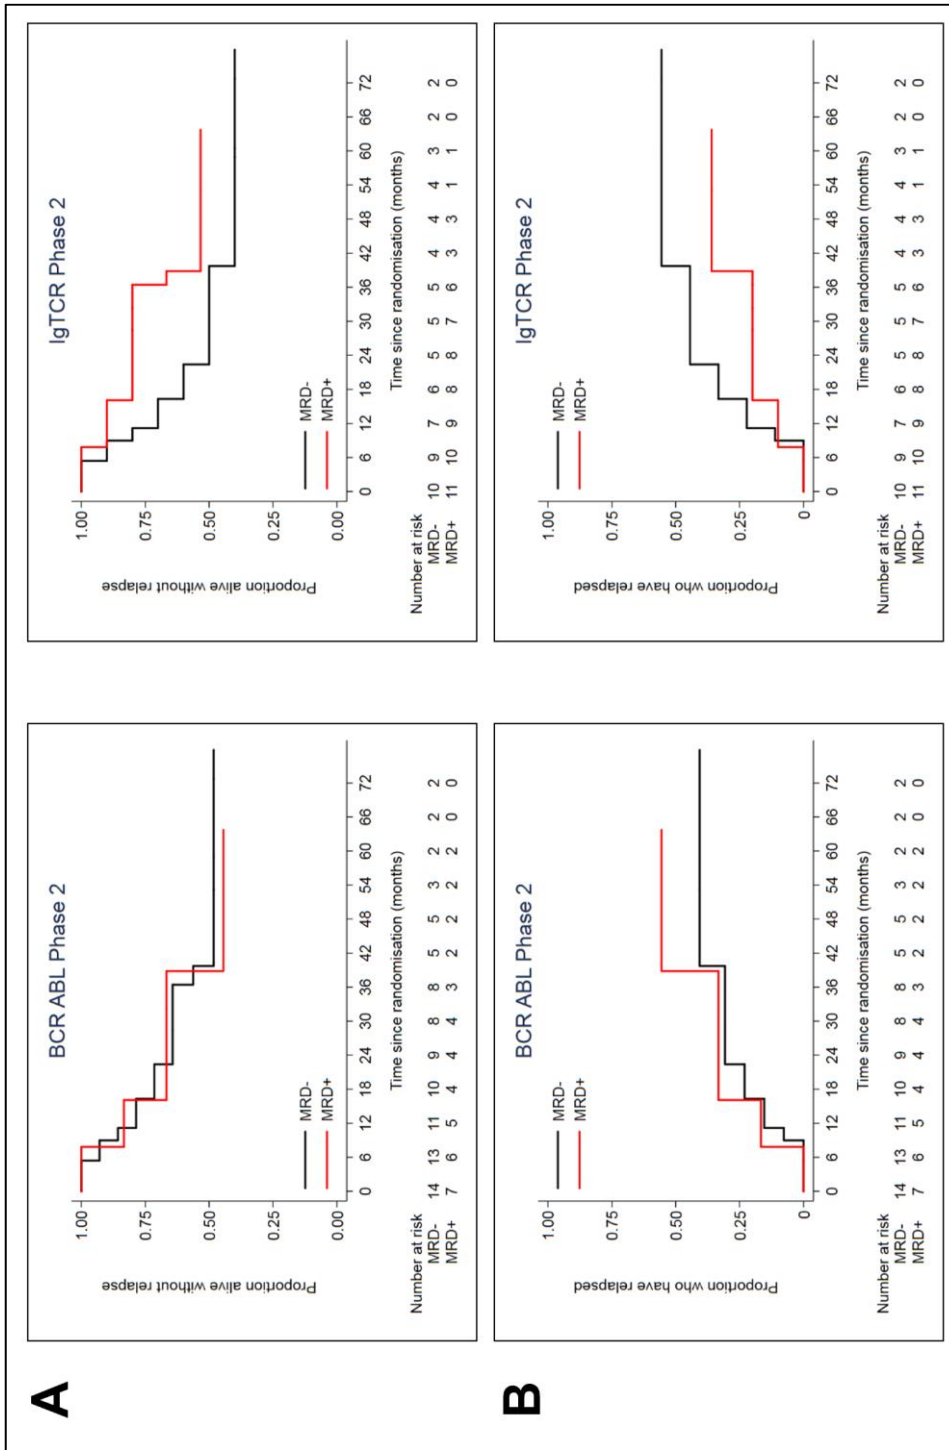 A
BCR ABL Phase 2
Proportion alive without relapse
1.00
0.75
0.50
0.25
0.00
MRD-
MRD+
0 6 12 18 24 30 36 42 48 54 60 66 72
Time since randomisation (months)
Number at risk
MRD- 14 13 11 10 9 8 8 5 5 3 2 2 2
MRD+ 7 6 5 4 4 4 3 2 2 2 2 0 0
IgTCR Phase 2
Proportion alive without relapse
1.00
0.75
0.50
0.25
0.00
MRD-
MRD+
0 6 12 18 24 30 36 42 48 54 60 66 72
Time since randomisation (months)
Number at risk
MRD- 10 9 7 6 5 5 5 4 4 4 3 2 2
MRD+ 11 10 9 8 8 7 6 3 3 1 1 0 0
B
BCR ABL Phase 2
Proportion who have relapsed
1.00
0.75
0.50
0.25
0
MRD-
MRD+
0 6 12 18 24 30 36 42 48 54 60 66 72
Time since randomisation (months)
Number at risk
MRD- 14 13 11 10 9 8 8 5 5 3 2 2 2
MRD+ 7 6 5 4 4 4 3 2 2 2 2 0 0
IgTCR Phase 2
Proportion who have relapsed
1.00
0.75
0.50
0.25
0
MRD-
MRD+
0 6 12 18 24 30 36 42 48 54 60 66 72
Time since randomisation (months)
Number at risk
MRD- 10 9 7 6 5 5 5 4 4 4 3 2 2
MRD+ 11 10 9 8 8 7 6 3 3 1 1 0 0